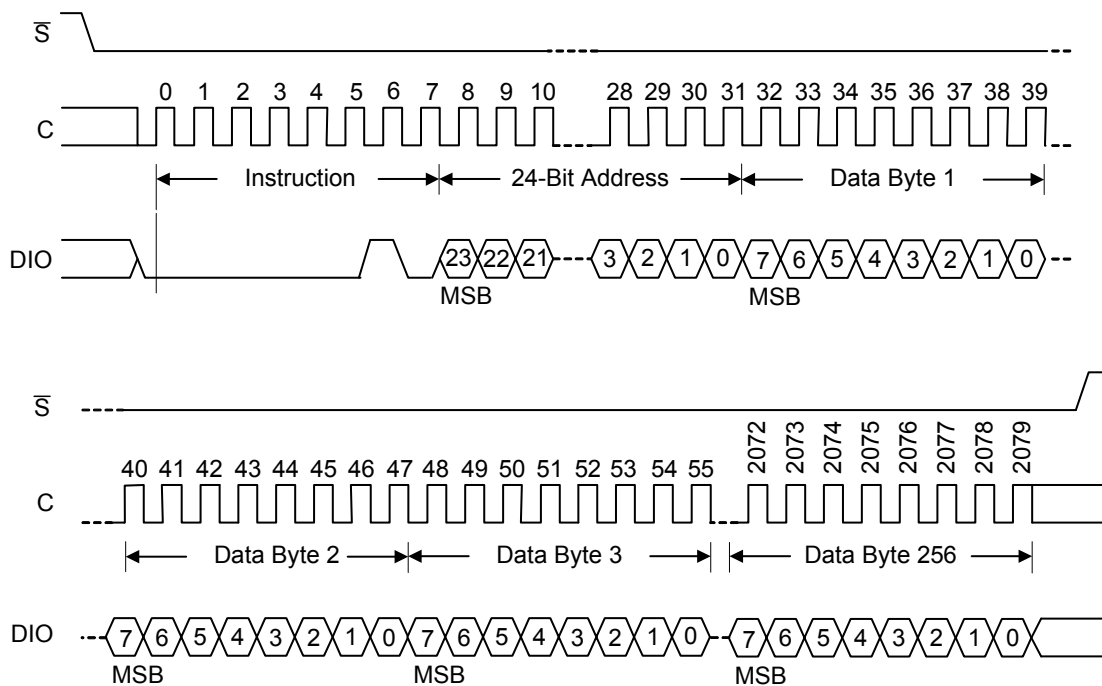 S̅
0 1 2 3 4 5 6 7 8 9 10 28 29 30 31 32 33 34 35 36 37 38 39
C
Instruction 24-Bit Address Data Byte 1
DIO 23 22 21 3 2 1 0 7 6 5 4 3 2 1 0
MSB MSB
S̅
2072 2073 2074 2075 2076 2077 2078 2079
40 41 42 43 44 45 46 47 48 49 50 51 52 53 54 55
C
Data Byte 2 Data Byte 3 Data Byte 256
DIO 7 6 5 4 3 2 1 0 7 6 5 4 3 2 1 0 7 6 5 4 3 2 1 0
MSB MSB MSB